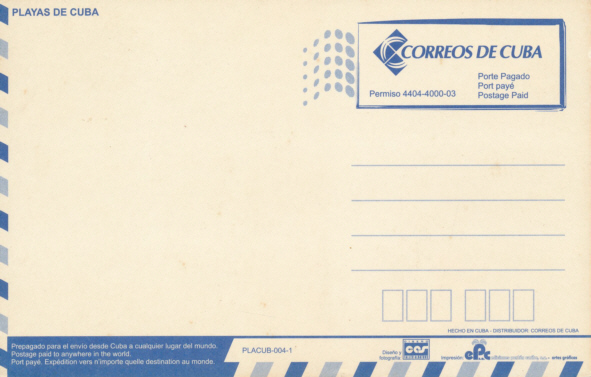 PLAYAS DE CUBA
CORREOS DE CUBA
Porte Pagado
Port payé
Permiso 4404-4000-03
Postage Paid
HECHO EN CUBA - DISTRIBUIDOR: CORREOS DE CUBA
Prepagado para el envío desde Cuba a cualquier lugar del mundo.
Postage paid to anywhere in the world.
Port payé. Expédition vers n'importe quelle destination au monde.
PLACUB-004-1
Diseño y
fotografía:
impresión: epc
artes gráficas